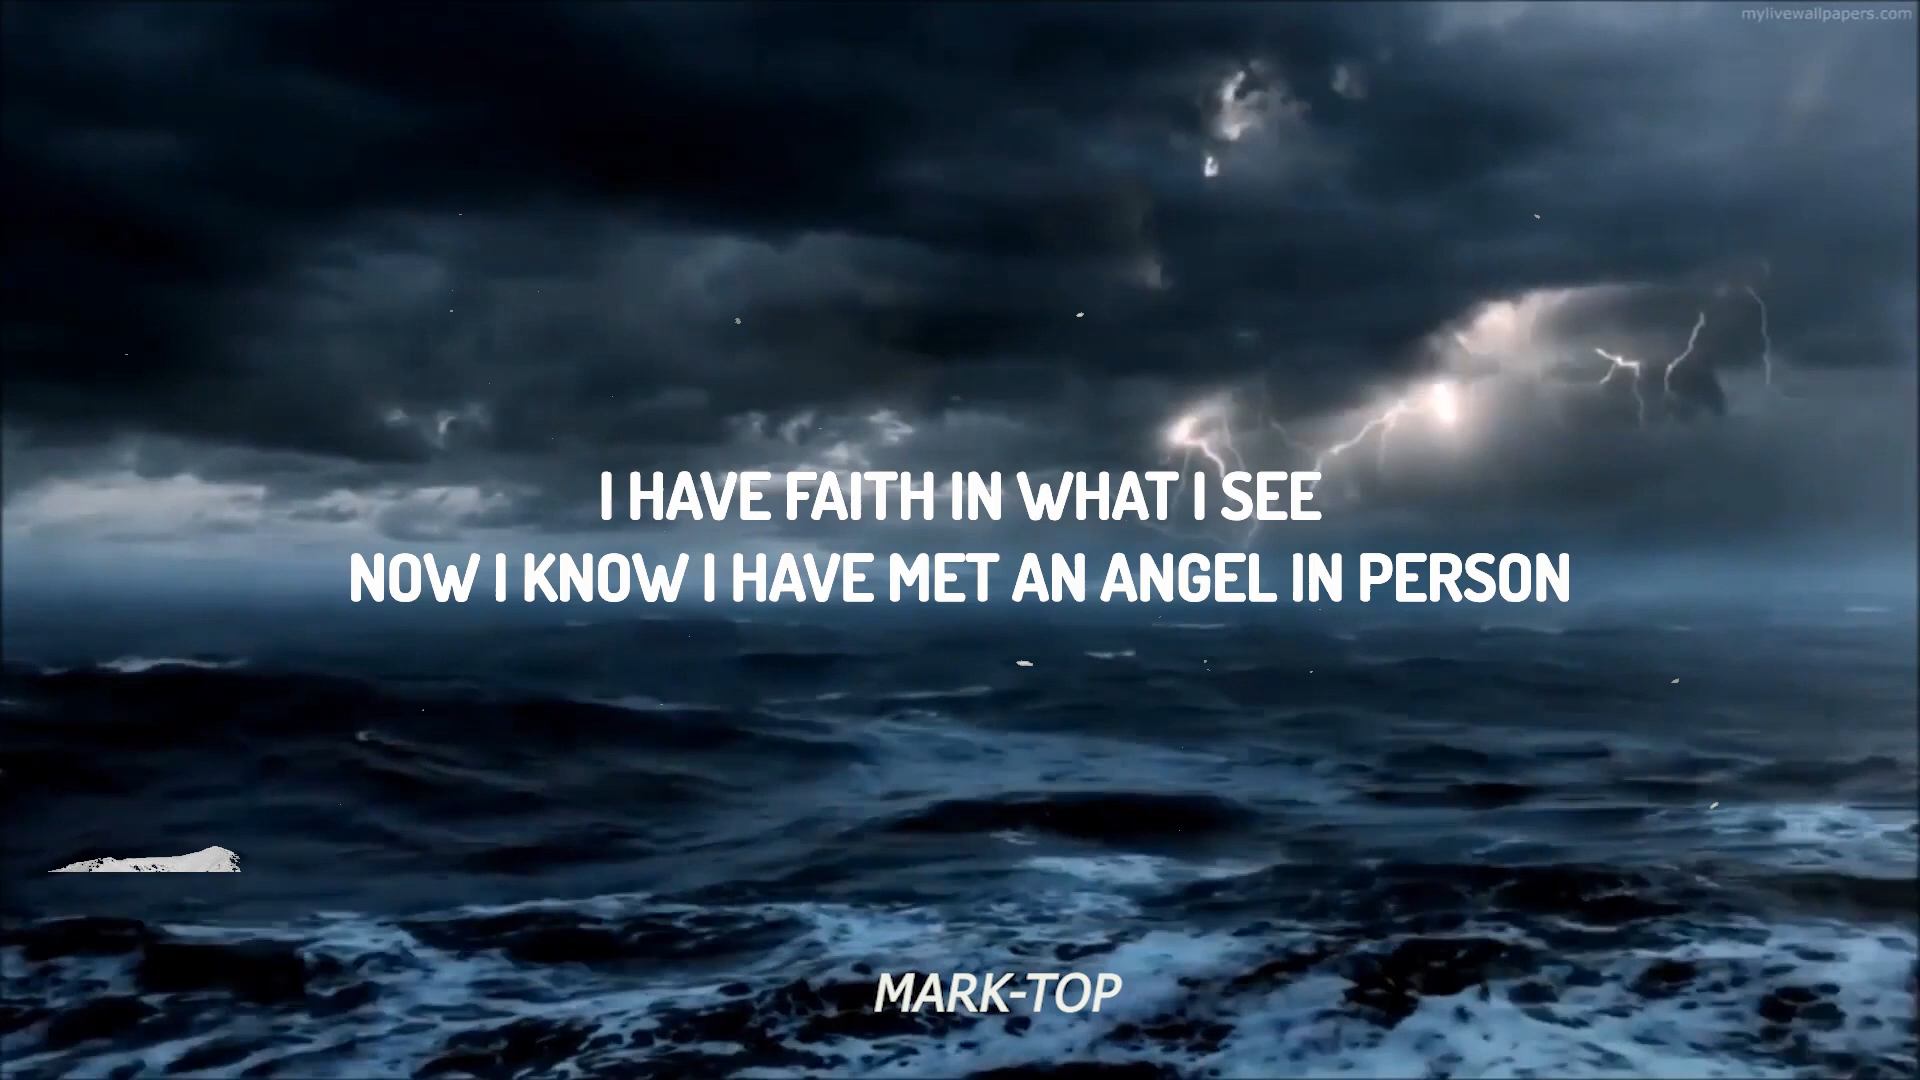 mylivewallpapers.com
I HAVE FAITH IN WHAT I SEE
NOW I KNOW I HAVE MET AN ANGEL IN PERSON
MARK-TOP